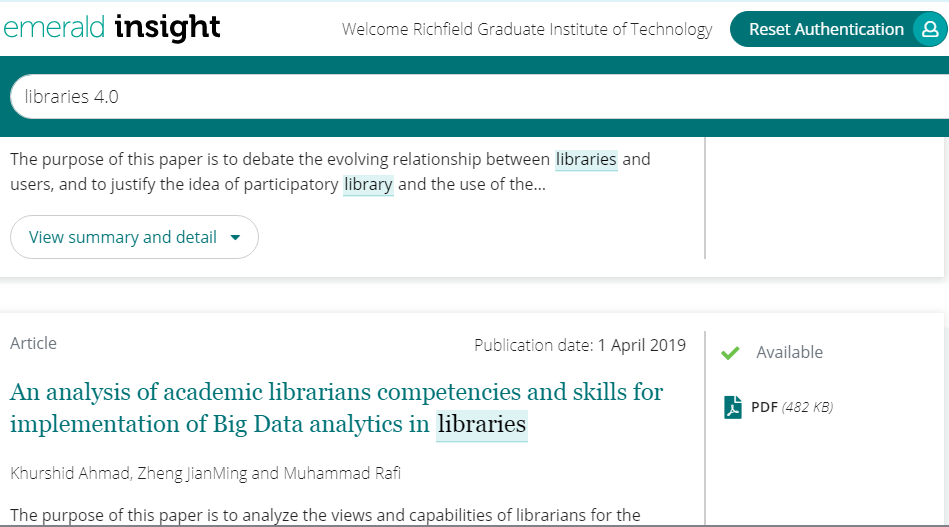 emerald insight
Welcome Richfield Graduate Institute of Technology
Reset Authentication
libraries 4.0
The purpose of this paper is to debate the evolving relationship between libraries and
users, and to justify the idea of participatory library and the use of the...
View summary and detail
Article
Publication date: 1 April 2019
An analysis of academic librarians competencies and skills for
implementation of Big Data analytics in libraries
Khurshid Ahmad, Zheng JianMing and Muhammad Rafi
The purpose of this paper is to analyze the views and capabilities of librarians for the
Available
PDF (482 KB)